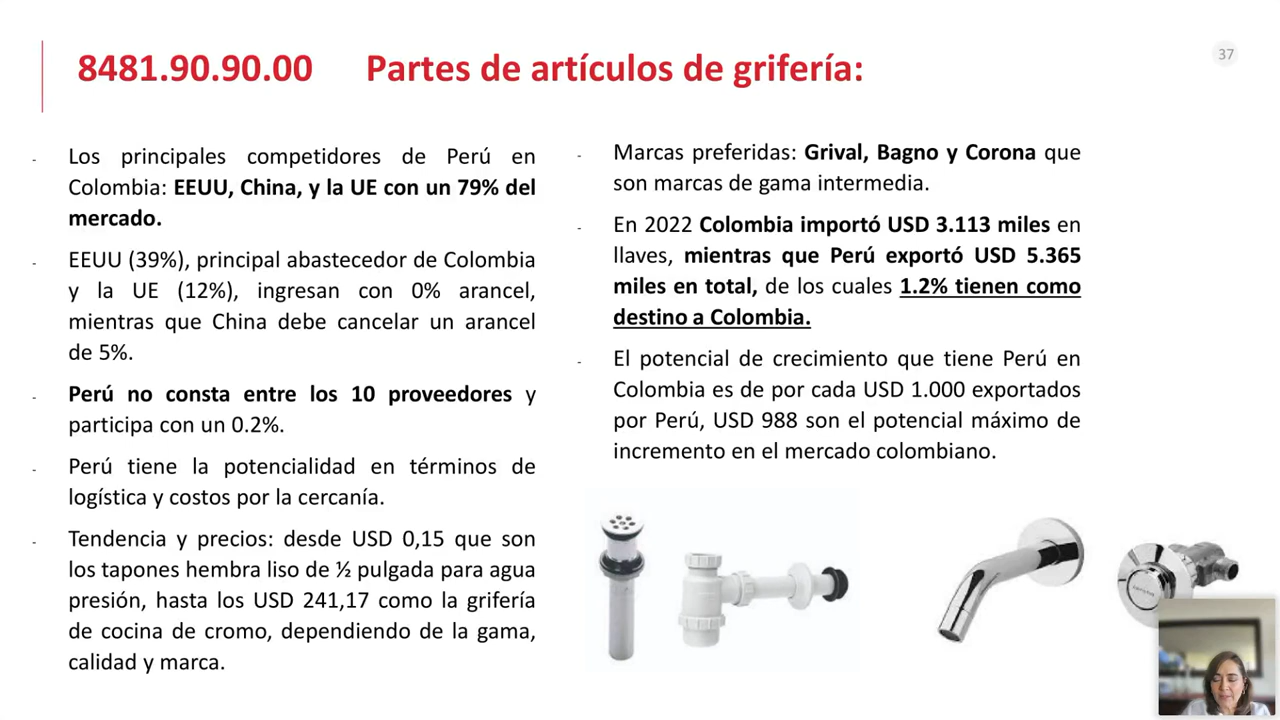 8481.90.90.00 Partes de artículos de grifería:
37
- Los principales competidores de Perú en
Colombia: EEUU, China, y la UE con un 79% del
mercado.
- EEUU (39%), principal abastecedor de Colombia
y la UE (12%), ingresan con 0% arancel,
mientras que China debe cancelar un arancel
de 5%.
- Perú no consta entre los 10 proveedores y
participa con un 0.2%.
- Perú tiene la potencialidad en términos de
logística y costos por la cercanía.
- Tendencia y precios: desde USD 0,15 que son
los tapones hembra liso de ½ pulgada para agua
presión, hasta los USD 241,17 como la grifería
de cocina de cromo, dependiendo de la gama,
calidad y marca.
- Marcas preferidas: Grival, Bagno y Corona que
son marcas de gama intermedia.
- En 2022 Colombia importó USD 3.113 miles en
llaves, mientras que Perú exportó USD 5.365
miles en total, de los cuales 1.2% tienen como
destino a Colombia.
- El potencial de crecimiento que tiene Perú en
Colombia es de por cada USD 1.000 exportados
por Perú, USD 988 son el potencial máximo de
incremento en el mercado colombiano.